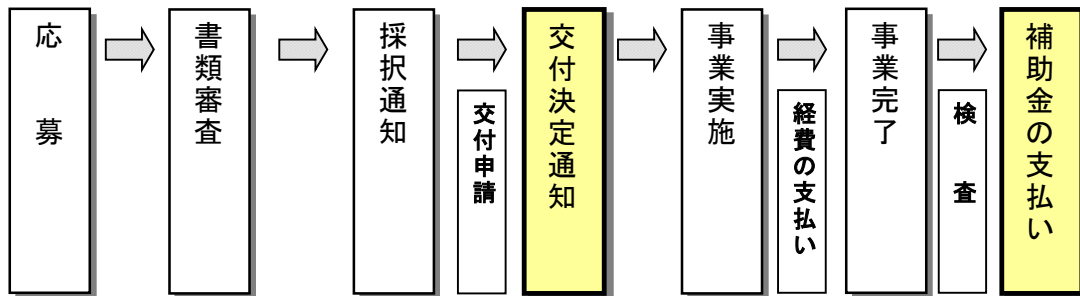 応　募
書類審査
採択通知
交付申請
交付決定通知
事業実施
経費の支払い
事業完了
検　査
補助金の支払い